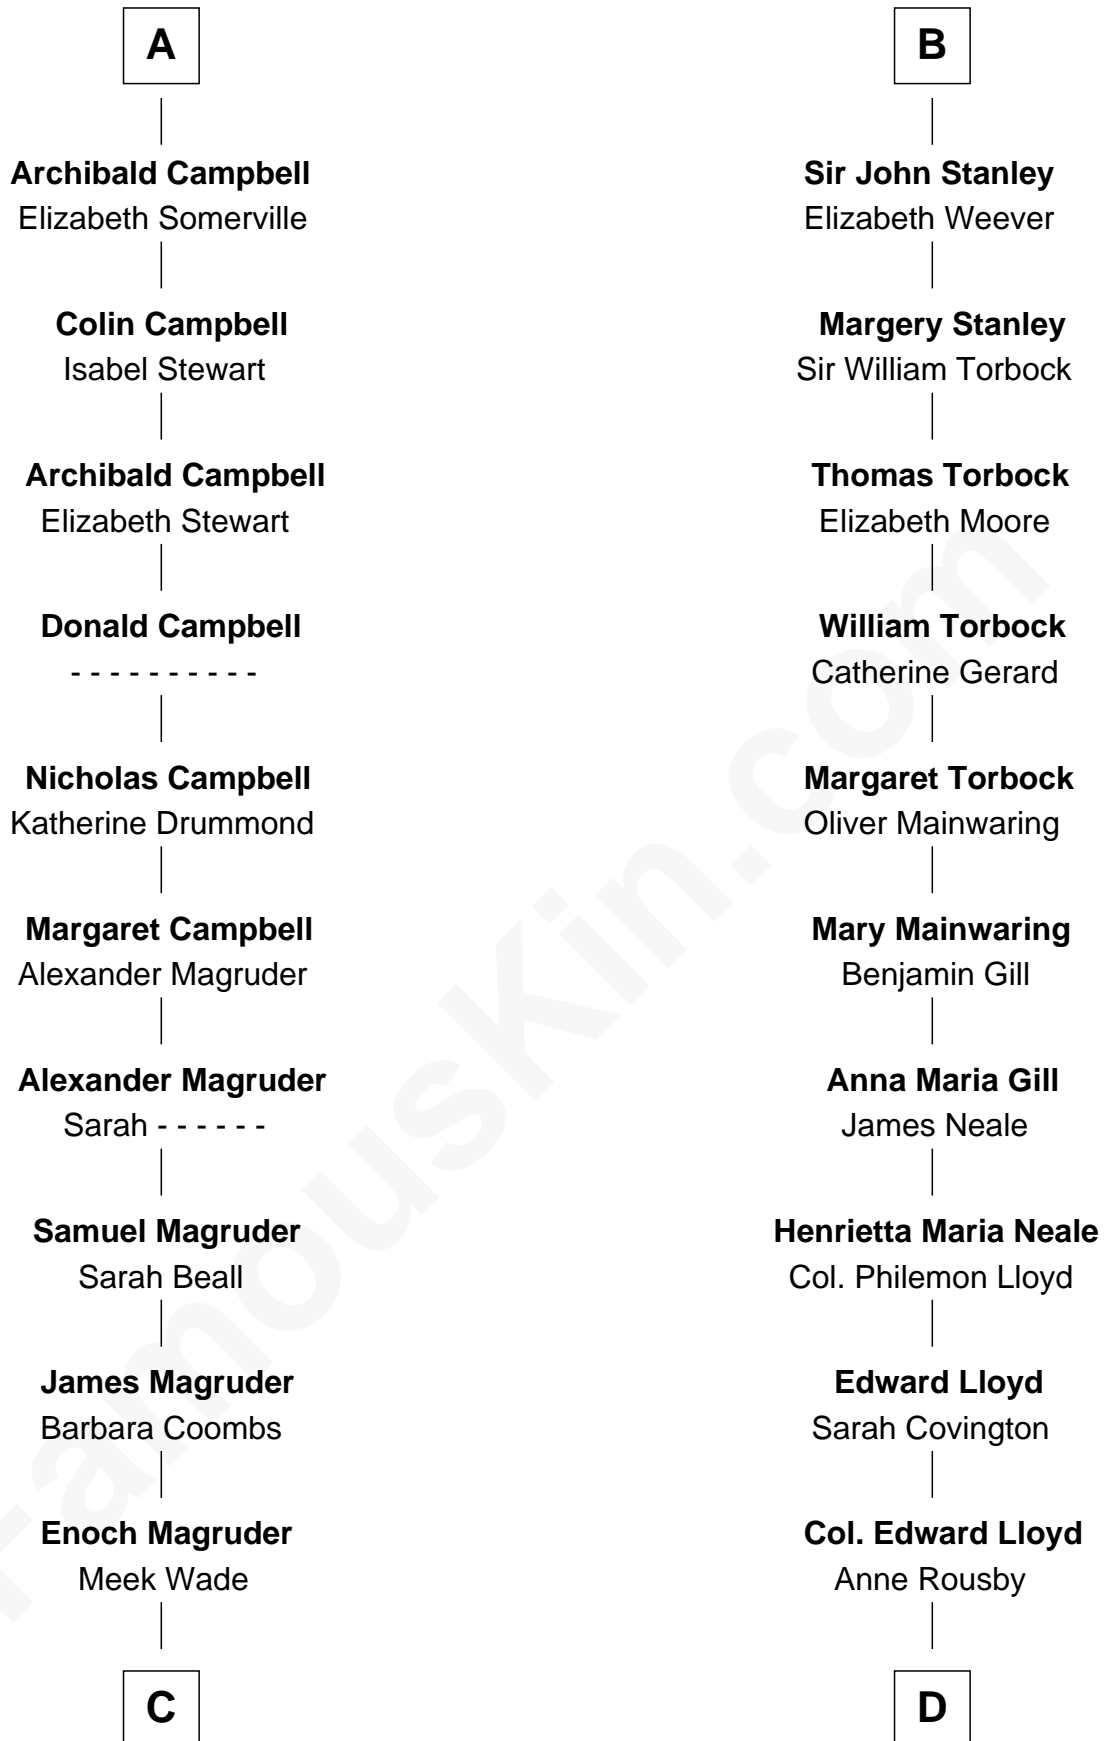 A
Archibald Campbell
Elizabeth Somerville
Colin Campbell
Isabel Stewart
Archibald Campbell
Elizabeth Stewart
Donald Campbell
- - - - - - - - - -
Nicholas Campbell
Katherine Drummond
Margaret Campbell
Alexander Magruder
Alexander Magruder
Sarah - - - - - -
Samuel Magruder
Sarah Beall
James Magruder
Barbara Coombs
Enoch Magruder
Meek Wade
C
B
Sir John Stanley
Elizabeth Weever
Margery Stanley
Sir William Torbock
Thomas Torbock
Elizabeth Moore
William Torbock
Catherine Gerard
Margaret Torbock
Oliver Mainwaring
Mary Mainwaring
Benjamin Gill
Anna Maria Gill
James Neale
Henrietta Maria Neale
Col. Philemon Lloyd
Edward Lloyd
Sarah Covington
Col. Edward Lloyd
Anne Rousby
D
FamousKin.com